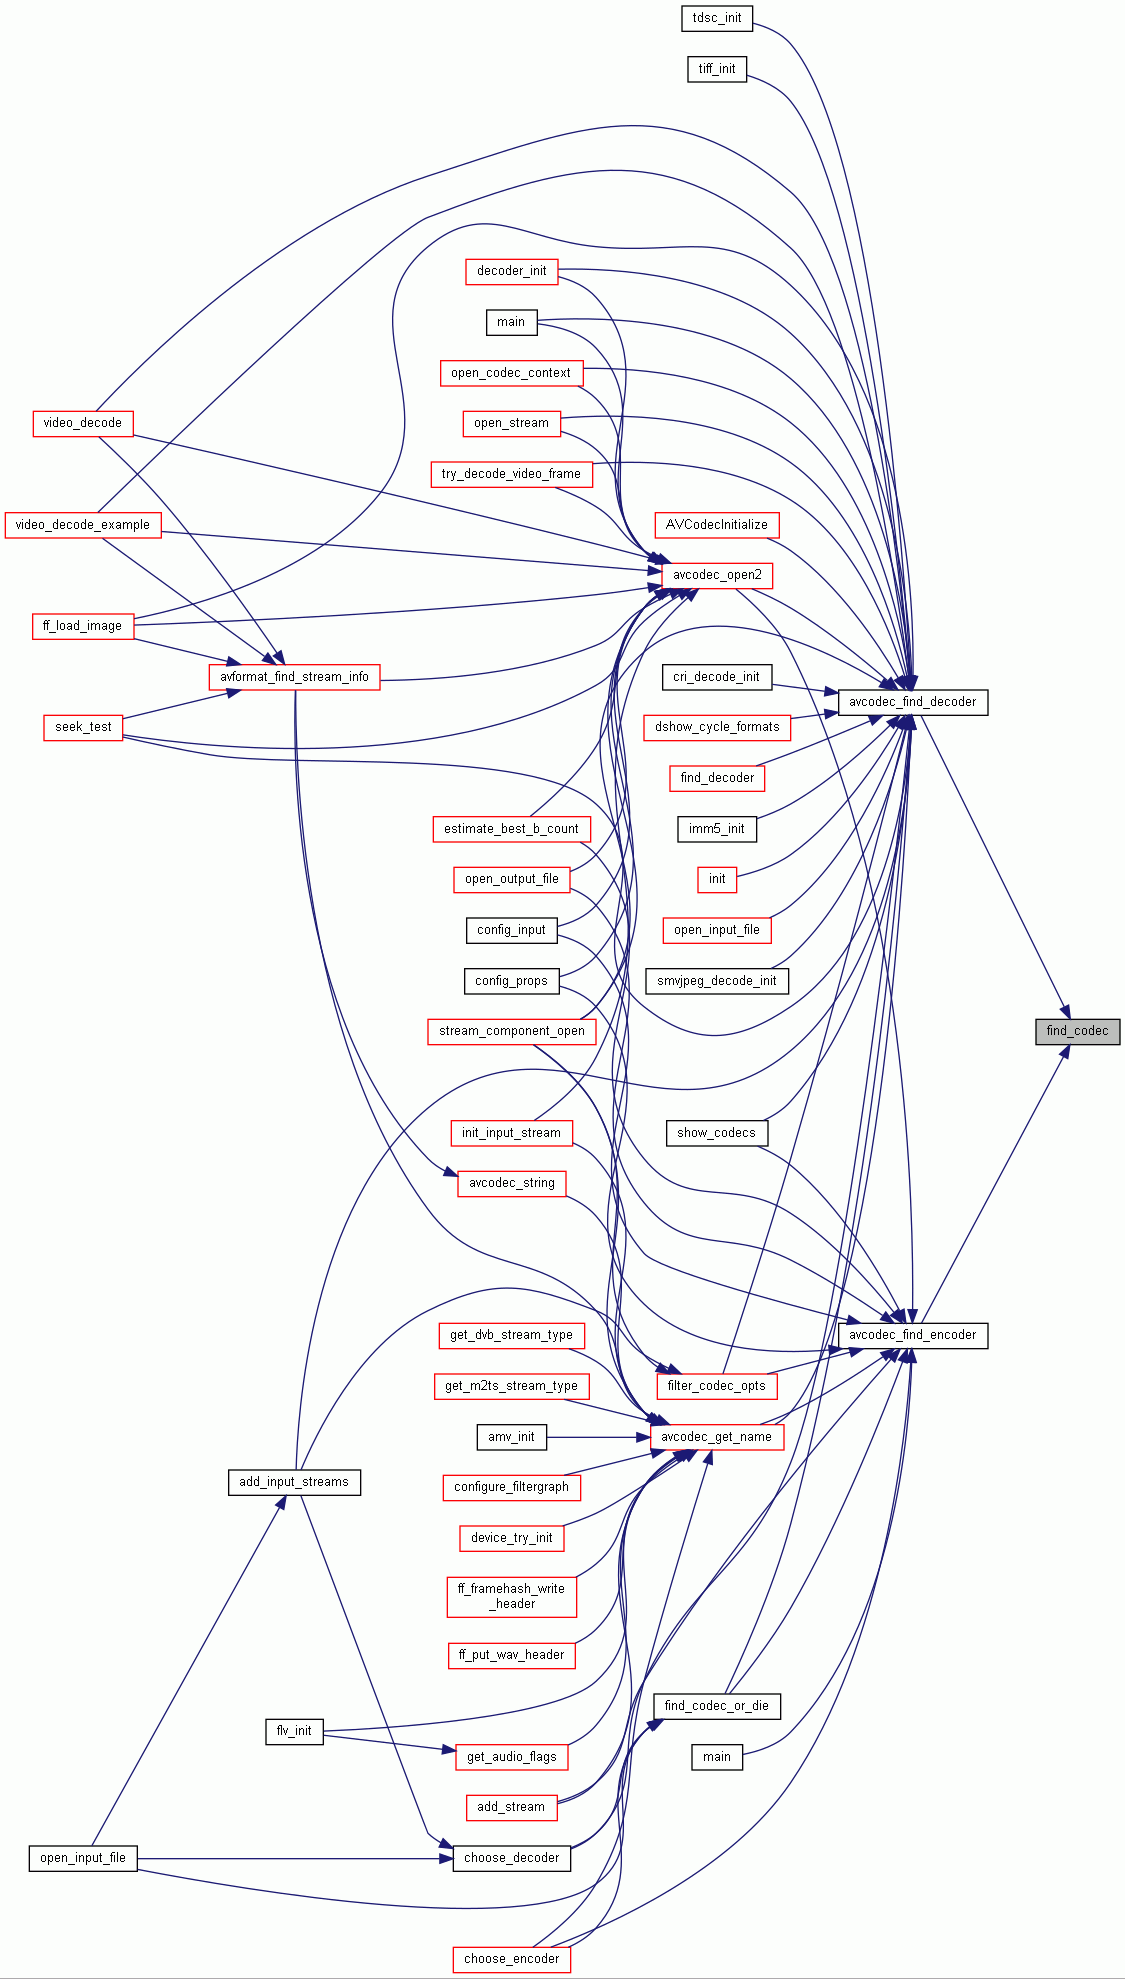 tdsc_init
tiff_init
decoder_init
main
open_codec_context
video_decode
open_stream
try_decode_video_frame
video_decode_example
AVCodecInitialize
avcodec_open2
ff_load_image
avformat_find_stream_info
cri_decode_init
avcodec_find_decoder
seek_test
dshow_cycle_formats
find_decoder
estimate_best_b_count
imm5_init
open_output_file
init
config_input
open_input_file
config_props
smvjpeg_decode_init
stream_component_open
find_codec
init_input_stream
show_codecs
avcodec_string
get_dvb_stream_type
avcodec_find_encoder
get_m2ts_stream_type
filter_codec_opts
amv_init
avcodec_get_name
add_input_streams
configure_filtergraph
device_try_init
ff_framehash_write
_header
ff_put_wav_header
find_codec_or_die
flv_init
get_audio_flags
main
add_stream
open_input_file
choose_decoder
choose_encoder